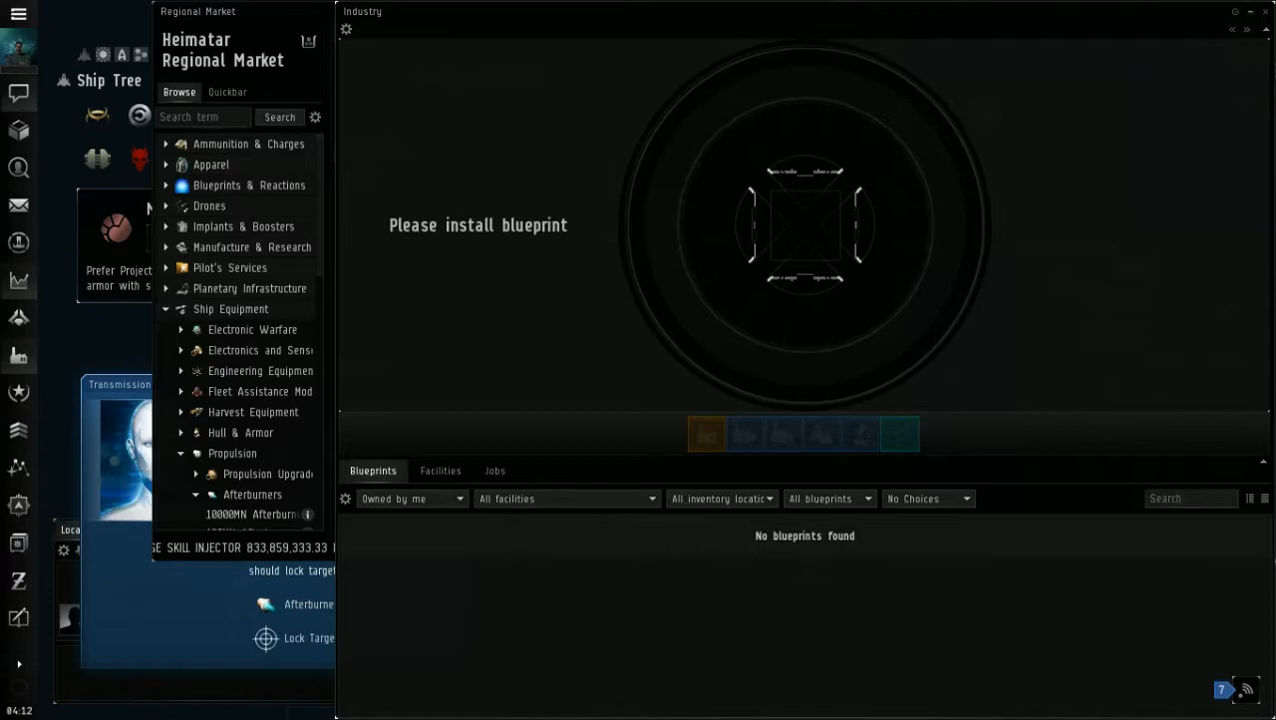 Regional Market
Heimatar
Regional Market
Browse
Quickbar
Search term
Search
Ammunition & Charges
Apparel
Blueprints & Reactions
Drones
Implants & Boosters
Manufacture & Research
Pilot's Services
Planetary Infrastructure
Ship Equipment
Electronic Warfare
Electronics and Sens
Engineering Equipmen
Fleet Assistance Mod
Harvest Equipment
Hull & Armor
Propulsion
Propulsion Upgrad
Afterburners
10000MN Afterburn
GE SKILL INJECTOR 833,859,333.33
Industry
Please install blueprint
Blueprints
Facilities
Jobs
Owned by me
All facilities
All inventory locatic
All blueprints
No Choices
Search
No blueprints found
A
Ship Tree
Prefer Project
armor with s
Transmission
Loca
should lock target
Afterburne
Lock Targe
7
04:12